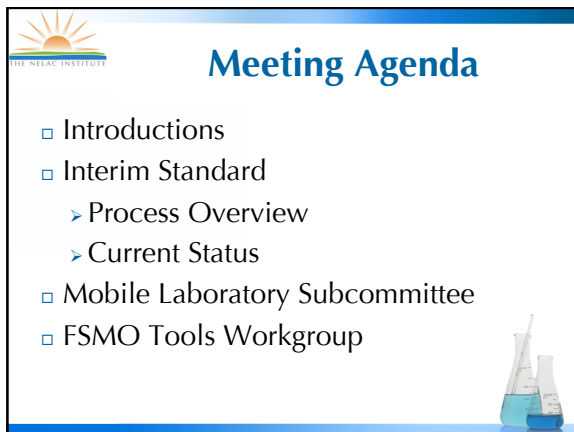 THE NELAC INSTITUTE
Meeting Agenda
Introductions
Interim Standard
Process Overview
Current Status
Mobile Laboratory Subcommittee
FSMO Tools Workgroup